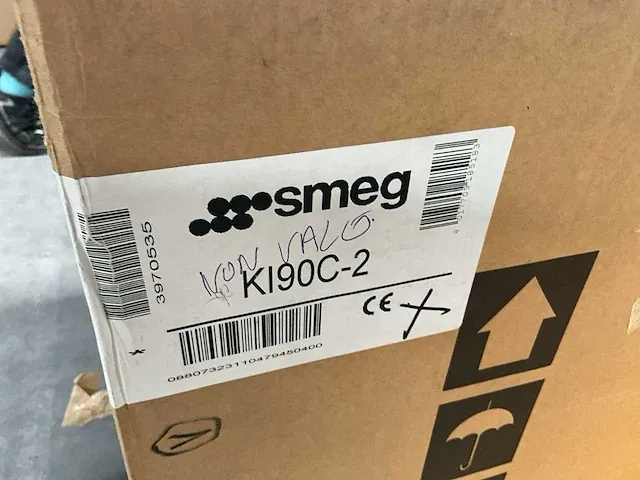 smeg
NON VALO
KI90C-2
CE
3970535
08807323110479450400